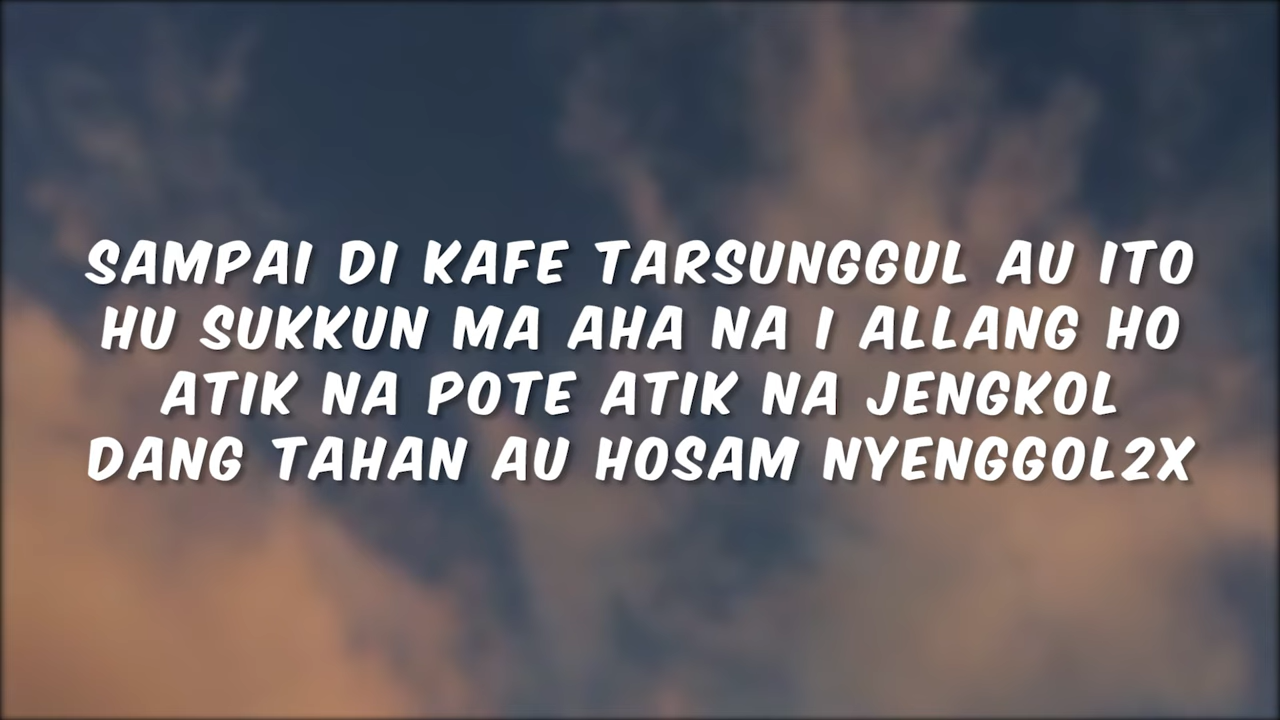 SAMPAI DI KAFE TARSUNGGUL AU ITO
HU SUKKUN MA AHA NA I ALLANG HO
ATIK NA POTE ATIK NA JENGKOL
DANG TAHAN AU HOSAM NYENGGOL2X